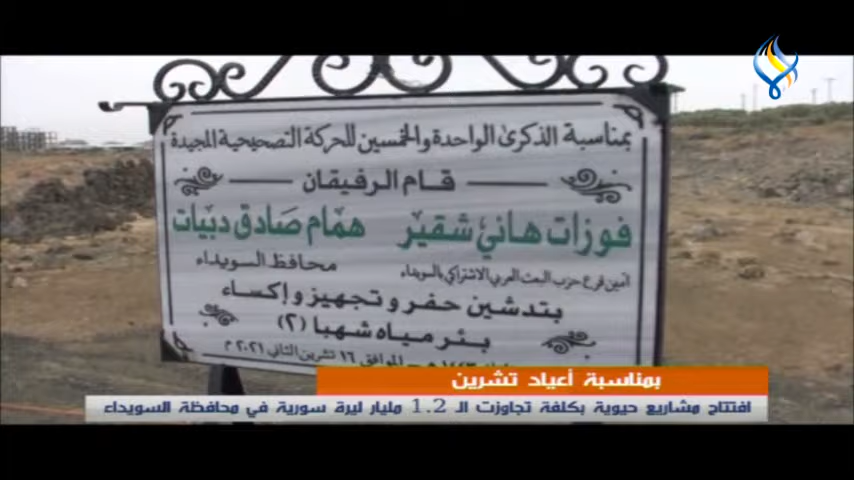 بمناسبة الذكرى الواحدة والخمسين للحركة التصحيحية المجيدة
قام الرفيقان
فوزات هاني شقير همام صادق دبيات
أمين فرع حزب البعث العربي الاشتراكي بالسويداء محافظ السويداء
بتدشين حفر وتجهيز وإكساء
بئر مياه شهبا (٢)
الموافق ١٦ تشرين الثاني ٢٠٢١ م
بمناسبة أعياد تشرين
افتتاح مشاريع حيوية بكلفة تجاوزت الـ 1.2 مليار ليرة سورية في محافظة السويداء